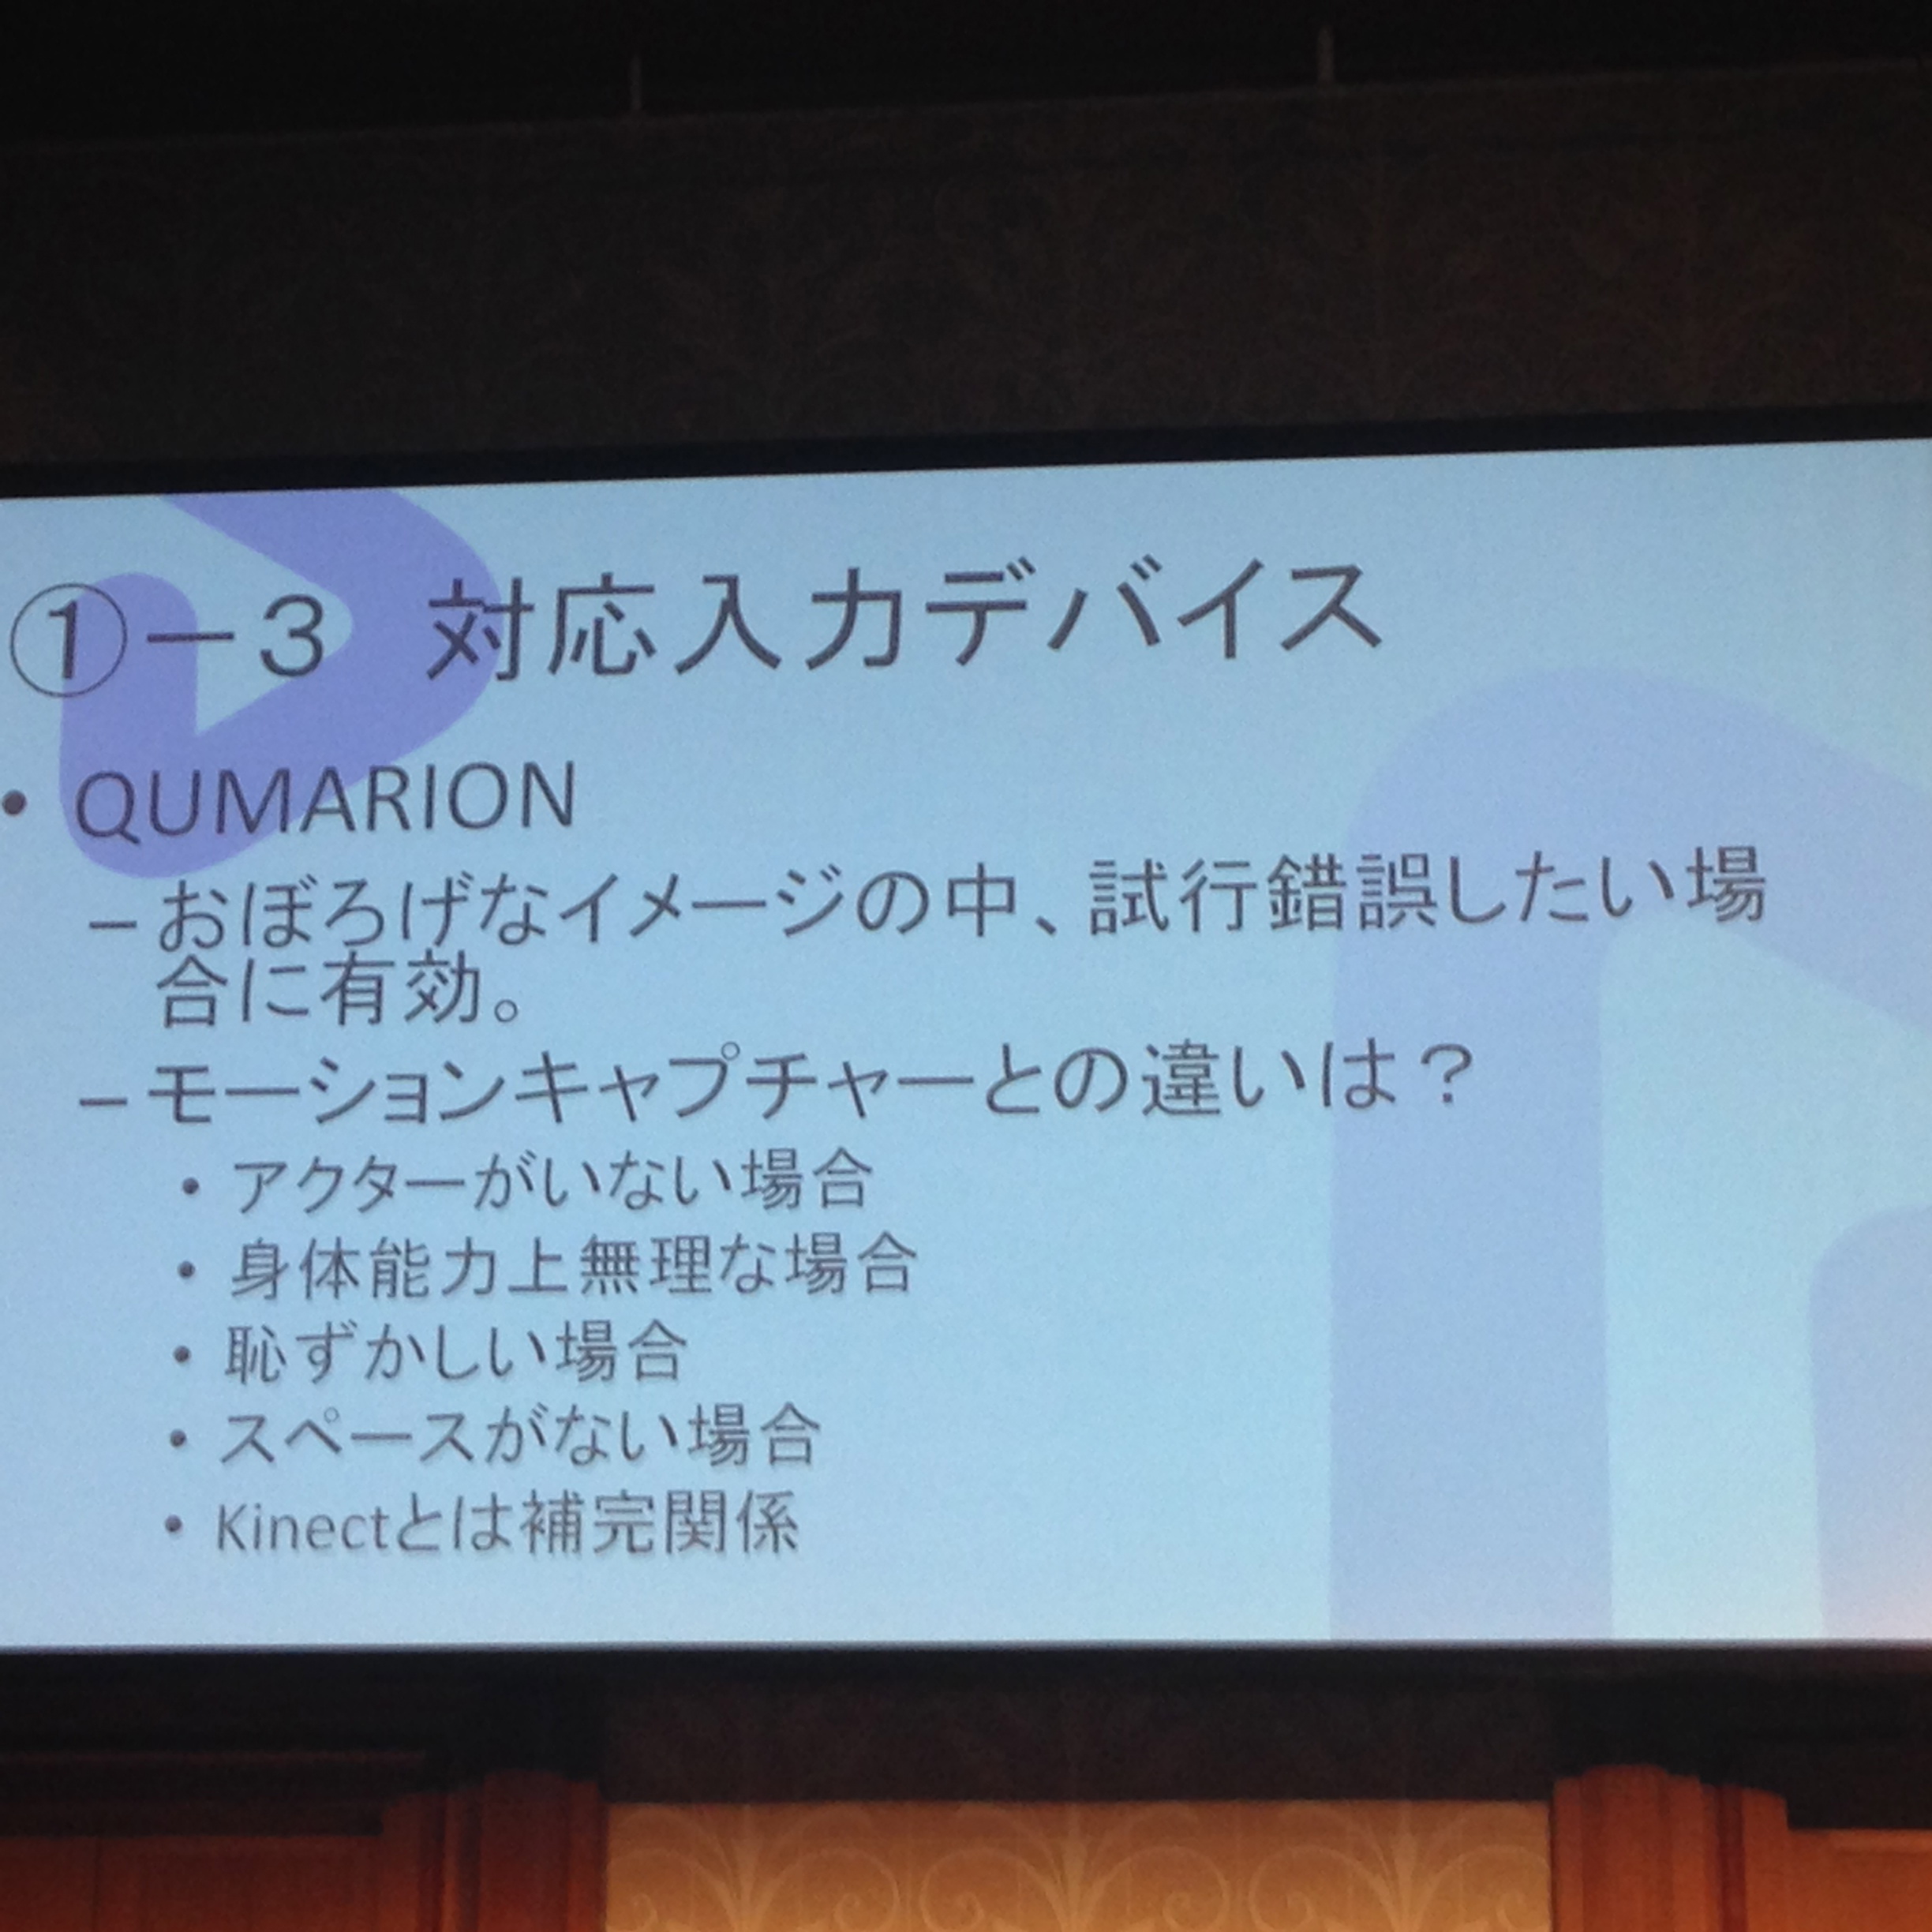 ①－３　対応入力デバイス
• QUMARION
– おぼろげなイメージの中、試行錯誤したい場
合に有効。
– モーションキャプチャーとの違いは？
• アクターがいない場合
• 身体能力上無理な場合
• 恥ずかしい場合
• スペースがない場合
• Kinectとは補完関係